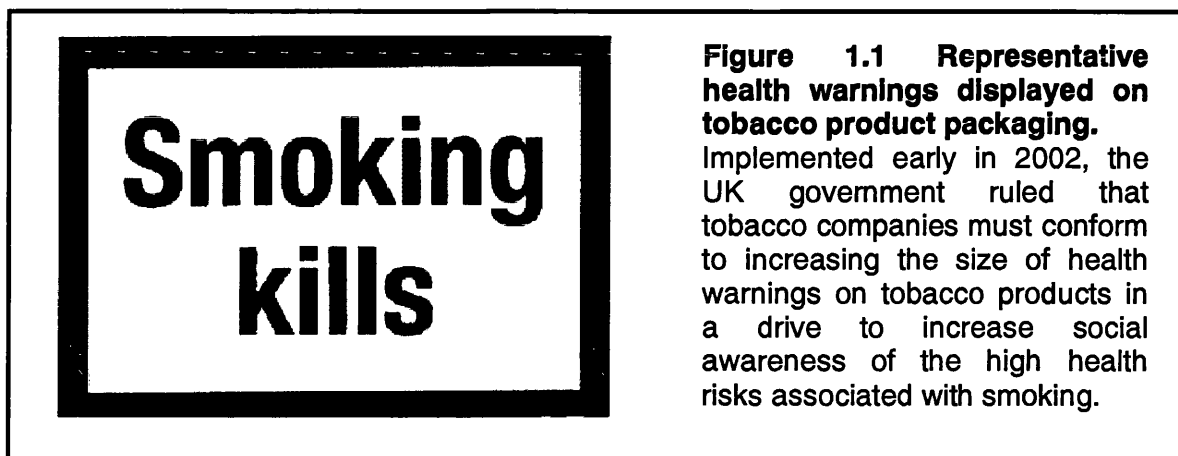 Smoking
kills
Figure 1.1 Representative
health warnings displayed on
tobacco product packaging.
Implemented early in 2002, the
UK government ruled that
tobacco companies must conform
to increasing the size of health
warnings on tobacco products in
a drive to increase social
awareness of the high health
risks associated with smoking.